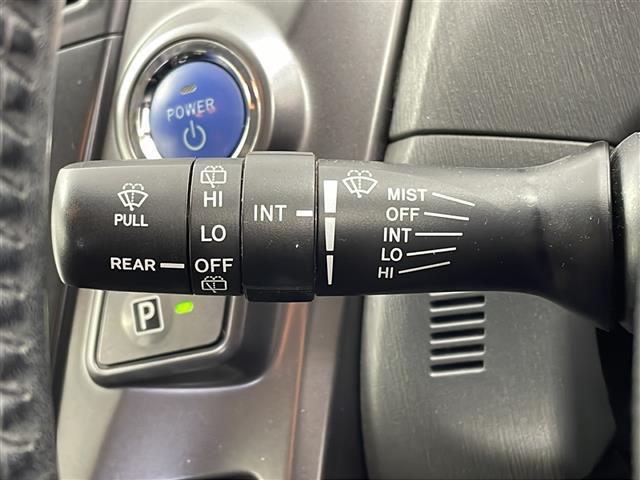 POWER
PULL
REAR
HI
LO
OFF
INT
MIST
OFF
INT
LO
HI
P